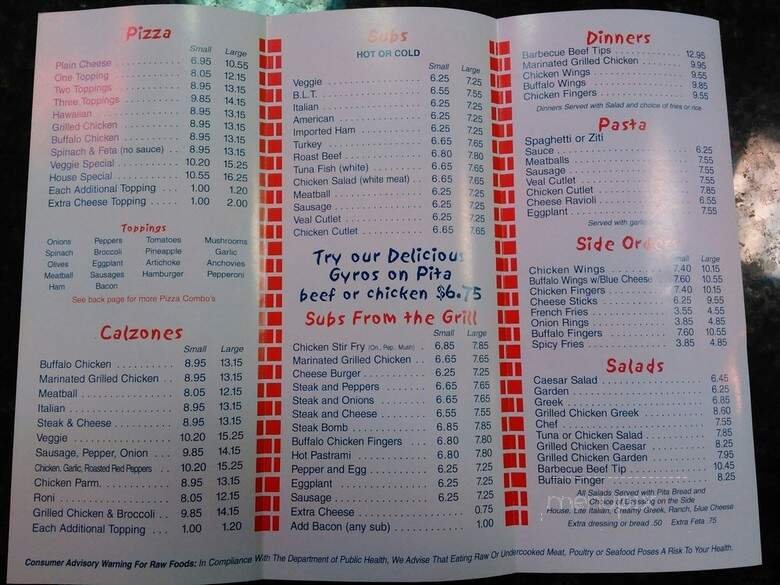 Pizza
Small Large
Plain Cheese 6.95 10.55
One Topping 8.05 12.15
Two Toppings 8.95 13.15
Three Toppings 9.85 14.15
Hawaiian 8.95 13.15
Grilled Chicken 8.95 13.15
Buffalo Chicken 8.95 13.15
Spinach & Feta (no sauce) 8.95 13.15
Veggie Special 10.20 15.25
House Special 10.55 16.25
Each Additional Topping 1.00 1.20
Extra Cheese Topping 1.00 2.00
Toppings
Onions Peppers Tomatoes Mushrooms
Spinach Broccoli Pineapple Garlic
Olives Eggplant Artichoke Anchovies
Meatball Sausages Hamburger Pepperoni
Ham Bacon
See back page for more Pizza Combo's
Calzones
Small Large
Buffalo Chicken 8.95 13.15
Marinated Grilled Chicken 8.95 13.15
Meatball 8.05 12.15
Italian 8.95 13.15
Steak & Cheese 8.95 13.15
Veggie 10.20 15.25
Sausage, Pepper, Onion 9.85 14.15
Chicken, Garlic, Roasted Red Peppers 10.20 15.25
Chicken Parm. 8.95 13.15
Roni 8.05 12.15
Grilled Chicken & Broccoli 9.85 14.15
Each Additional Topping 1.00 1.20
Subs
HOT OR COLD
Small Large
Veggie 6.25 7.25
B.L.T. 6.55 7.55
Italian 6.25 7.25
American 6.25 7.25
Imported Ham 6.25 7.25
Turkey 6.65 7.65
Roast Beef 6.80 7.80
Tuna Fish (white) 6.65 7.65
Chicken Salad (white meat) 6.65 7.65
Meatball 6.25 7.25
Sausage 6.25 7.25
Veal Cutlet 6.25 7.25
Chicken Cutlet 6.65 7.65
Try our Delicious
Gyros on Pita
beef or chicken $6.75
Subs From the Grill
Small Large
Chicken Stir Fry (On., Pep., Mush) 6.85 7.85
Marinated Grilled Chicken 6.65 7.65
Cheese Burger 6.25 7.25
Steak and Peppers 6.65 7.65
Steak and Onions 6.65 7.65
Steak and Cheese 6.55 7.55
Steak Bomb 6.85 7.85
Buffalo Chicken Fingers 6.80 7.80
Hot Pastrami 6.80 7.80
Pepper and Egg 6.25 7.25
Eggplant 6.25 7.25
Sausage 6.25 7.25
Extra Cheese 0.75
Add Bacon (any sub) 1.00
Dinners
Barbecue Beef Tips 12.95
Marinated Grilled Chicken 9.95
Chicken Wings 9.55
Buffalo Wings 9.85
Chicken Fingers 9.55
Dinners Served with Salad and choice of fries or rice
Pasta
Spaghetti or Ziti
Sauce 6.25
Meatballs 7.55
Sausage 7.55
Veal Cutlet 7.55
Chicken Cutlet 7.85
Cheese Ravioli 6.55
Eggplant 7.55
Served with garlic
Side Orders
Small Large
Chicken Wings 7.40 10.15
Buffalo Wings w/Blue Cheese 7.60 10.55
Chicken Fingers 7.40 10.15
Cheese Sticks 6.25 9.55
French Fries 3.55 4.55
Onion Rings 3.85 4.85
Buffalo Fingers 7.60 10.55
Spicy Fries 3.85 4.85
Salads
Caesar Salad 6.45
Garden 6.25
Greek 6.85
Grilled Chicken Greek 8.60
Chef 7.55
Tuna or Chicken Salad 7.85
Grilled Chicken Caesar 8.25
Grilled Chicken Garden 7.95
Barbecue Beef Tip 10.45
Buffalo Finger 8.25
All Salads Served with Pita Bread and
Choice of Dressing on the Side
House, Lite Italian, Creamy Greek, Ranch, Blue Cheese
Extra dressing or bread .50 Extra Feta .75
Consumer Advisory Warning For Raw Foods: In Compliance With The Department of Public Health, We Advise That Eating Raw Or Undercooked Meat, Poultry or Seafood Poses A Risk To Your Health.